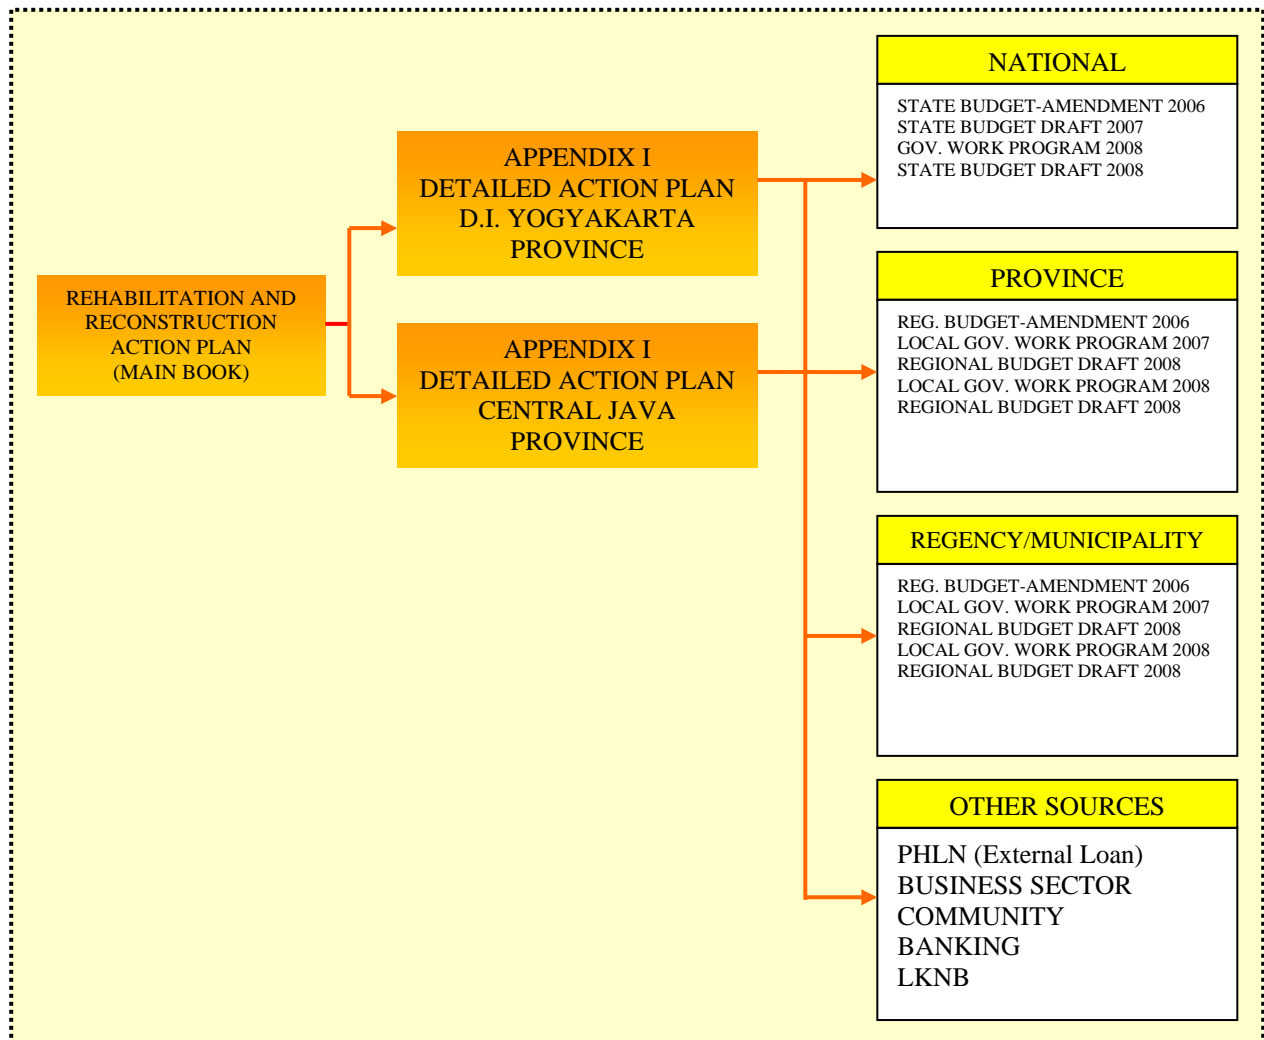 REHABILITATION AND
RECONSTRUCTION
ACTION PLAN
(MAIN BOOK)
APPENDIX I
DETAILED ACTION PLAN
D.I. YOGYAKARTA
PROVINCE
APPENDIX I
DETAILED ACTION PLAN
CENTRAL JAVA
PROVINCE
NATIONAL
STATE BUDGET-AMENDMENT 2006
STATE BUDGET DRAFT 2007
GOV. WORK PROGRAM 2008
STATE BUDGET DRAFT 2008
PROVINCE
REG. BUDGET-AMENDMENT 2006
LOCAL GOV. WORK PROGRAM 2007
REGIONAL BUDGET DRAFT 2008
LOCAL GOV. WORK PROGRAM 2008
REGIONAL BUDGET DRAFT 2008
REGENCY/MUNICIPALITY
REG. BUDGET-AMENDMENT 2006
LOCAL GOV. WORK PROGRAM 2007
REGIONAL BUDGET DRAFT 2008
LOCAL GOV. WORK PROGRAM 2008
REGIONAL BUDGET DRAFT 2008
OTHER SOURCES
PHLN (External Loan)
BUSINESS SECTOR
COMMUNITY
BANKING
LKNB